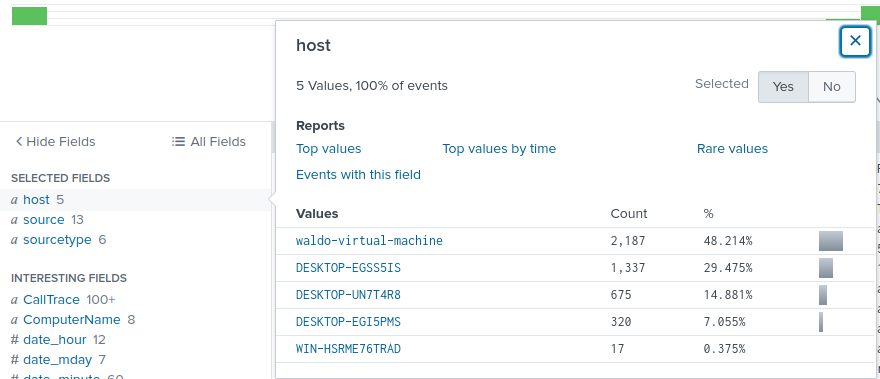 host
5 Values, 100% of events
Selected Yes No
Reports
Top values Top values by time Rare values
Events with this field
Values Count %
waldo-virtual-machine 2,187 48.214%
DESKTOP-EGSS5IS 1,337 29.475%
DESKTOP-UN7T4R8 675 14.881%
DESKTOP-EGI5PMS 320 7.055%
WIN-HSRME76TRAD 17 0.375%
Hide Fields All Fields
SELECTED FIELDS
a host 5
a source 13
a sourcetype 6
INTERESTING FIELDS
a CallTrace 100+
a ComputerName 8
# date_hour 12
# date_mday 7
# date_minute 60